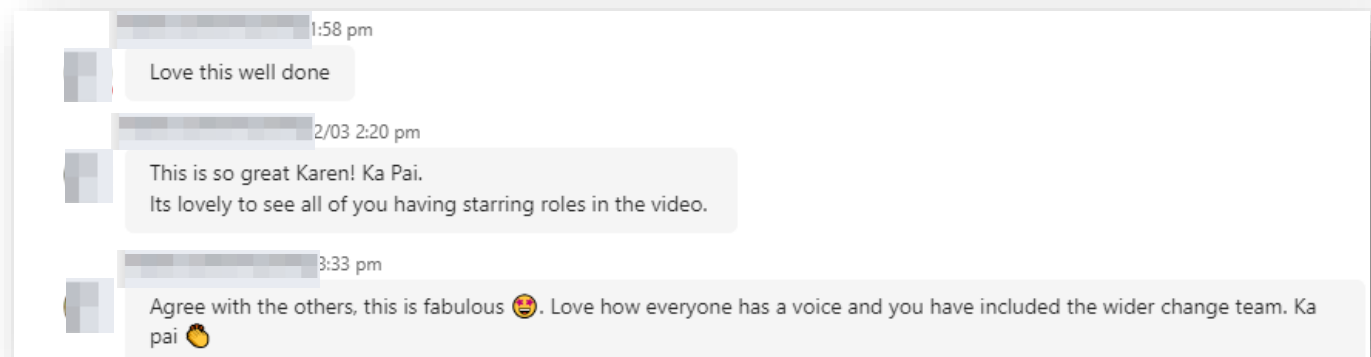 1:58 pm
Love this well done
2/03 2:20 pm
This is so great Karen! Ka Pai.
Its lovely to see all of you having starring roles in the video.
3:33 pm
Agree with the others, this is fabulous 🤩. Love how everyone has a voice and you have included the wider change team. Ka
pai 👏